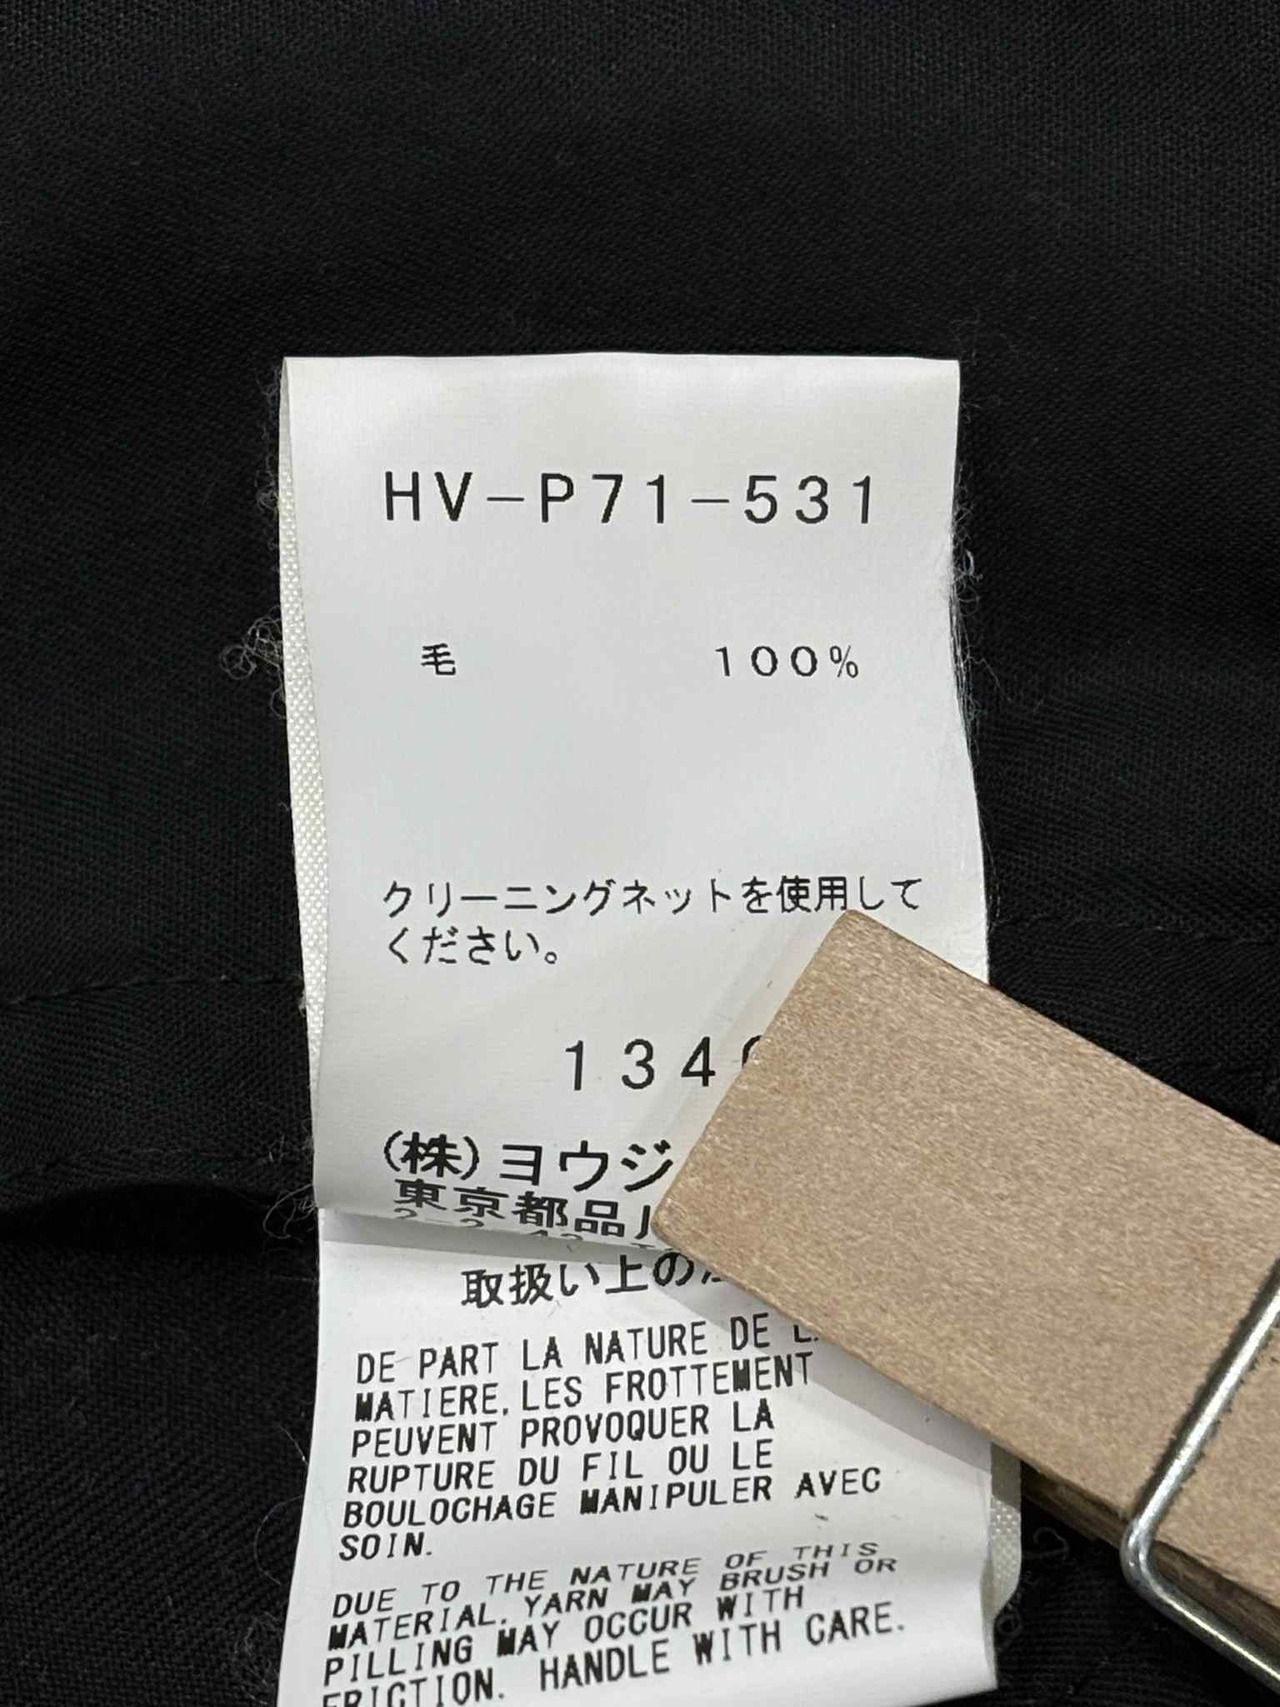 HV-P71-531
毛 100%
クリーニングネットを使用して
ください。
134
(株)ヨウジ
東京都品川
取扱い上の
DE PART LA NATURE DE
MATIERE, LES FROTTEMENT
PEUVENT PROVOQUER LA
RUPTURE DU FIL OU LE
BOULOCHAGE MANIPULER AVEC
SOIN.
DUE TO THE NATURE OF THIS
MATERIAL, YARN MAY BRUSH OR
PILLING MAY OCCUR WITH
FRICTION. HANDLE WITH CARE.